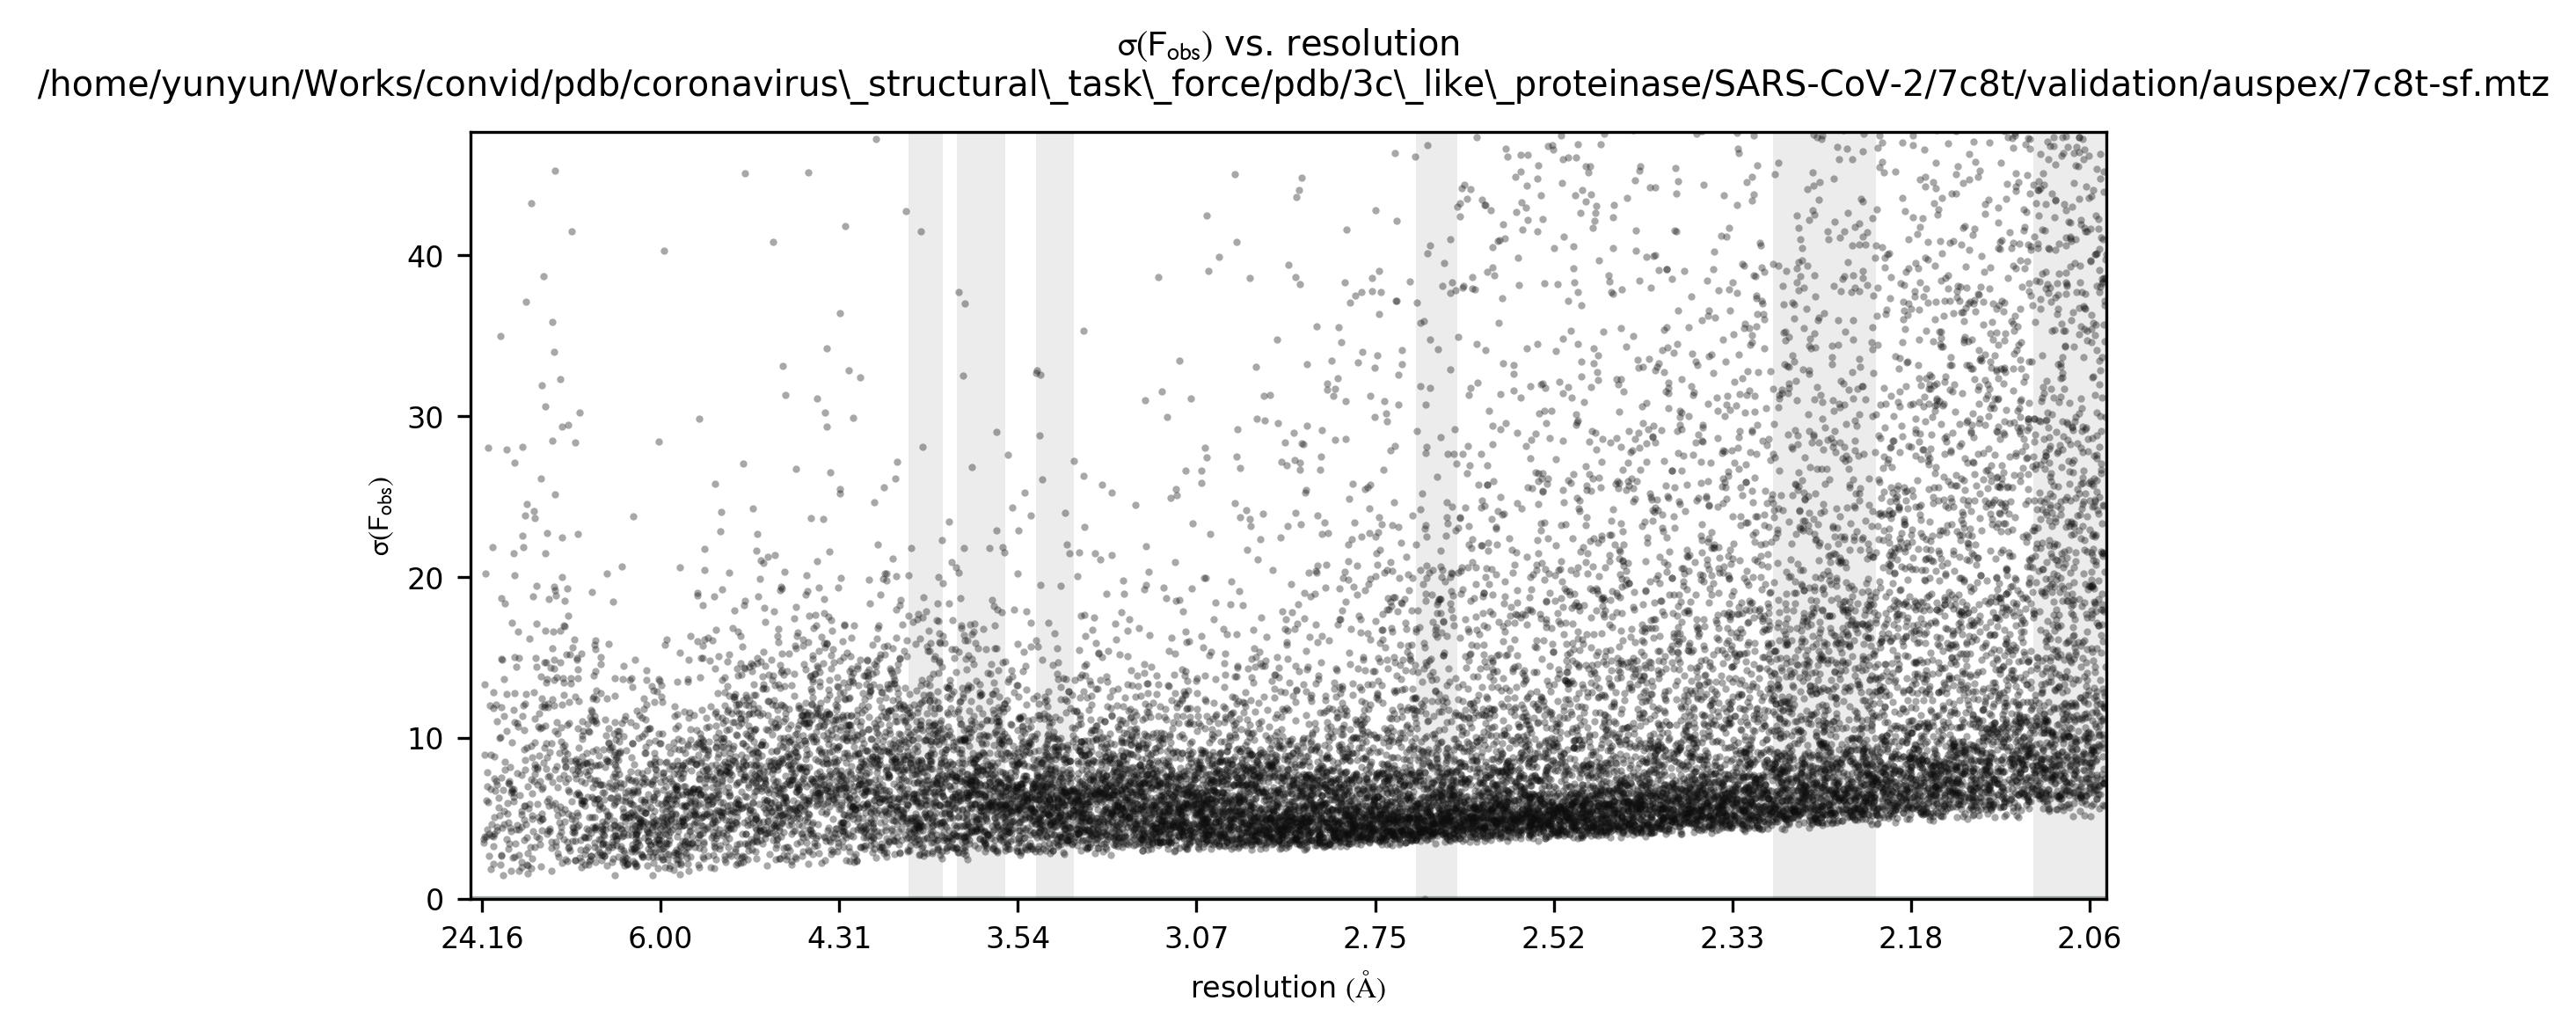 σ(F_obs) vs. resolution
/home/yunyun/Works/convid/pdb/coronavirus\_structural\_task\_force/pdb/3c\_like\_proteinase/SARS-CoV-2/7c8t/validation/auspex/7c8t-sf.mtz
40
30
20
10
0
σ(F_obs)
24.16 6.00 4.31 3.54 3.07 2.75 2.52 2.33 2.18 2.06
resolution (Å)